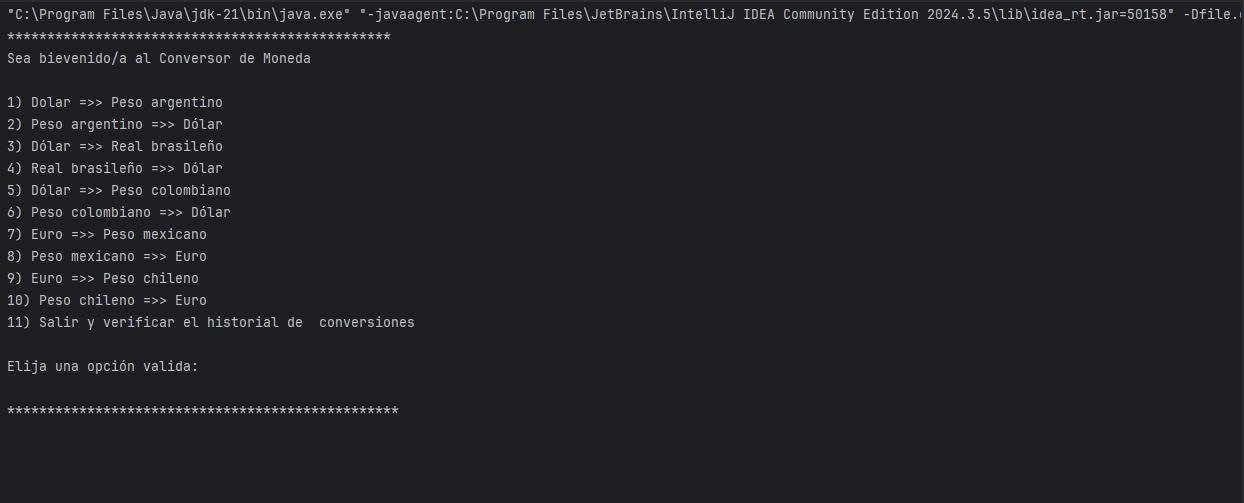 "C:\Program Files\Java\jdk-21\bin\java.exe" "-javaagent:C:\Program Files\JetBrains\IntelliJ IDEA Community Edition 2024.3.5\lib\idea_rt.jar=50158" -Dfile.
************************************************
Sea bievenido/a al Conversor de Moneda
1) Dolar =>> Peso argentino
2) Peso argentino =>> Dólar
3) Dólar =>> Real brasileño
4) Real brasileño =>> Dólar
5) Dólar =>> Peso colombiano
6) Peso colombiano =>> Dólar
7) Euro =>> Peso mexicano
8) Peso mexicano =>> Euro
9) Euro =>> Peso chileno
10) Peso chileno =>> Euro
11) Salir y verificar el historial de  conversiones
Elija una opción valida:
*************************************************